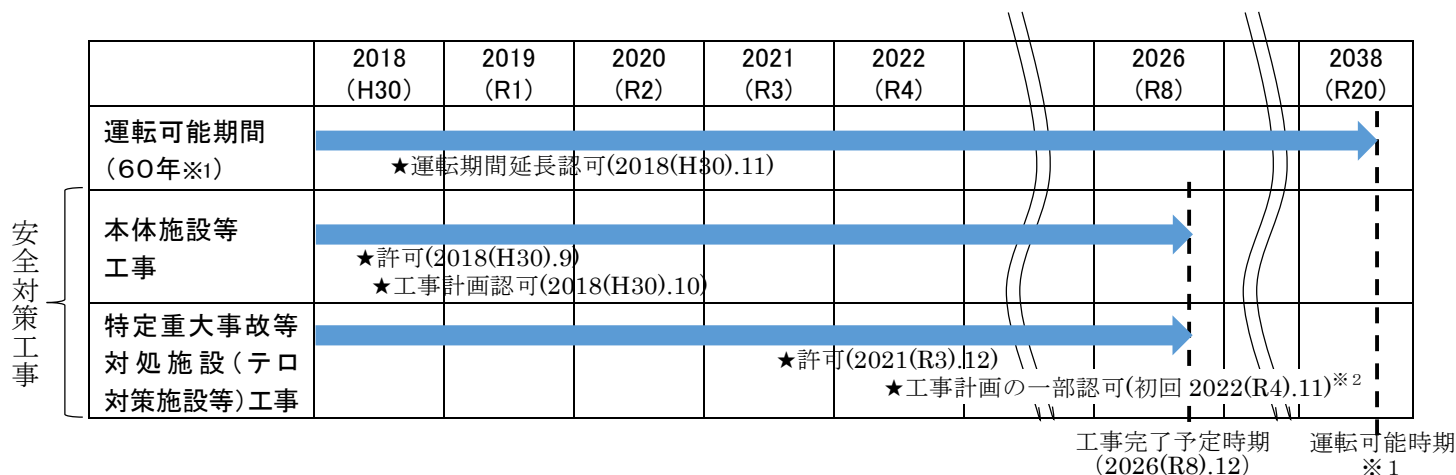 2018
(H30)
2019
(R1)
2020
(R2)
2021
(R3)
2022
(R4)
2026
(R8)
2038
(R20)
運転可能期間
(60年※1)
★運転期間延長認可(2018(H30).11)
安全対策工事
本体施設等
工事
★許可(2018(H30).9)
★工事計画認可(2018(H30).10)
特定重大事故等
対処施設(テロ
対策施設等)工事
★許可(2021(R3).12)
★工事計画の一部認可(初回 2022(R4).11)※2
工事完了予定時期
(2026(R8).12)
運転可能時期
※1